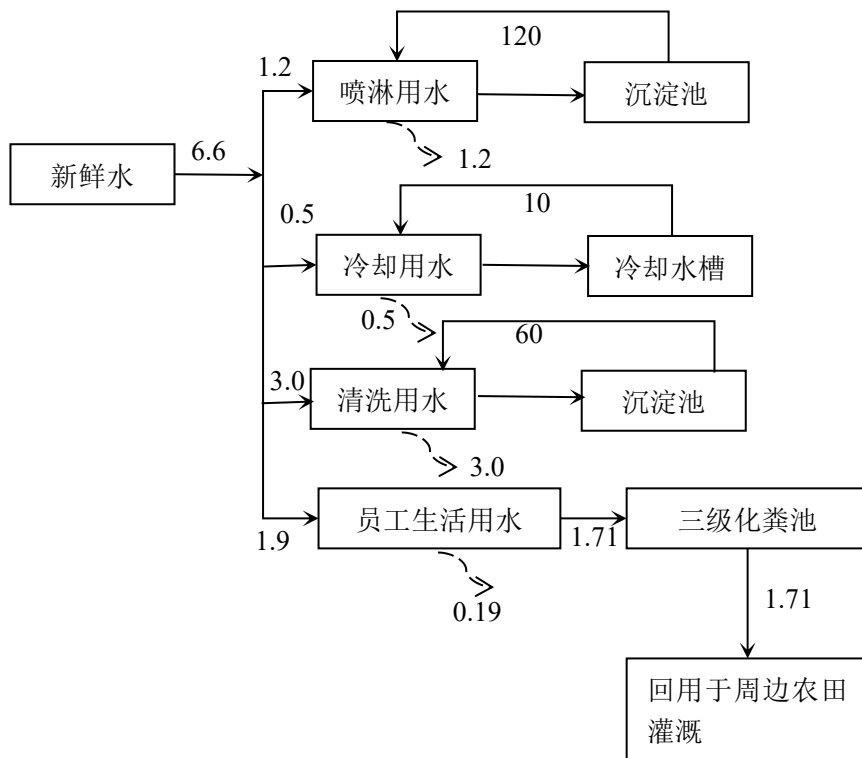 120
1.2
喷淋用水
沉淀池
6.6
1.2
新鲜水
10
0.5
冷却用水
冷却水槽
0.5
60
3.0
清洗用水
沉淀池
3.0
员工生活用水
三级化粪池
1.9
1.71
0.19
1.71
回用于周边农田
灌溉